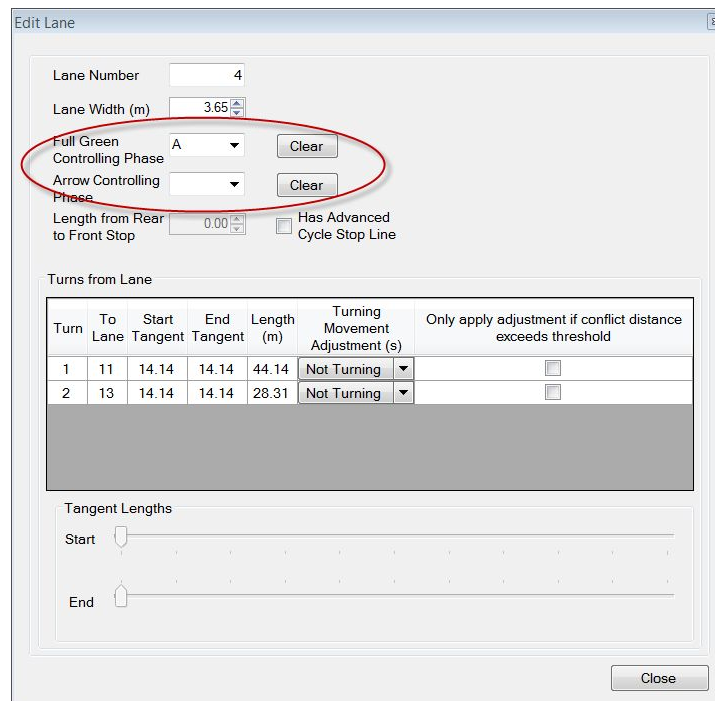 Edit Lane
Lane Number 4
Lane Width (m) 3.65
Full Green
Controlling Phase A Clear
Arrow Controlling
Phase Clear
Length from Rear
to Front Stop 0.00 Has Advanced
Cycle Stop Line
Turns from Lane
Turn To Lane Start Tangent End Tangent Length (m) Turning Movement Adjustment (s) Only apply adjustment if conflict distance exceeds threshold
1 11 14.14 14.14 44.14 Not Turning
2 13 14.14 14.14 28.31 Not Turning
Tangent Lengths
Start
End
Close